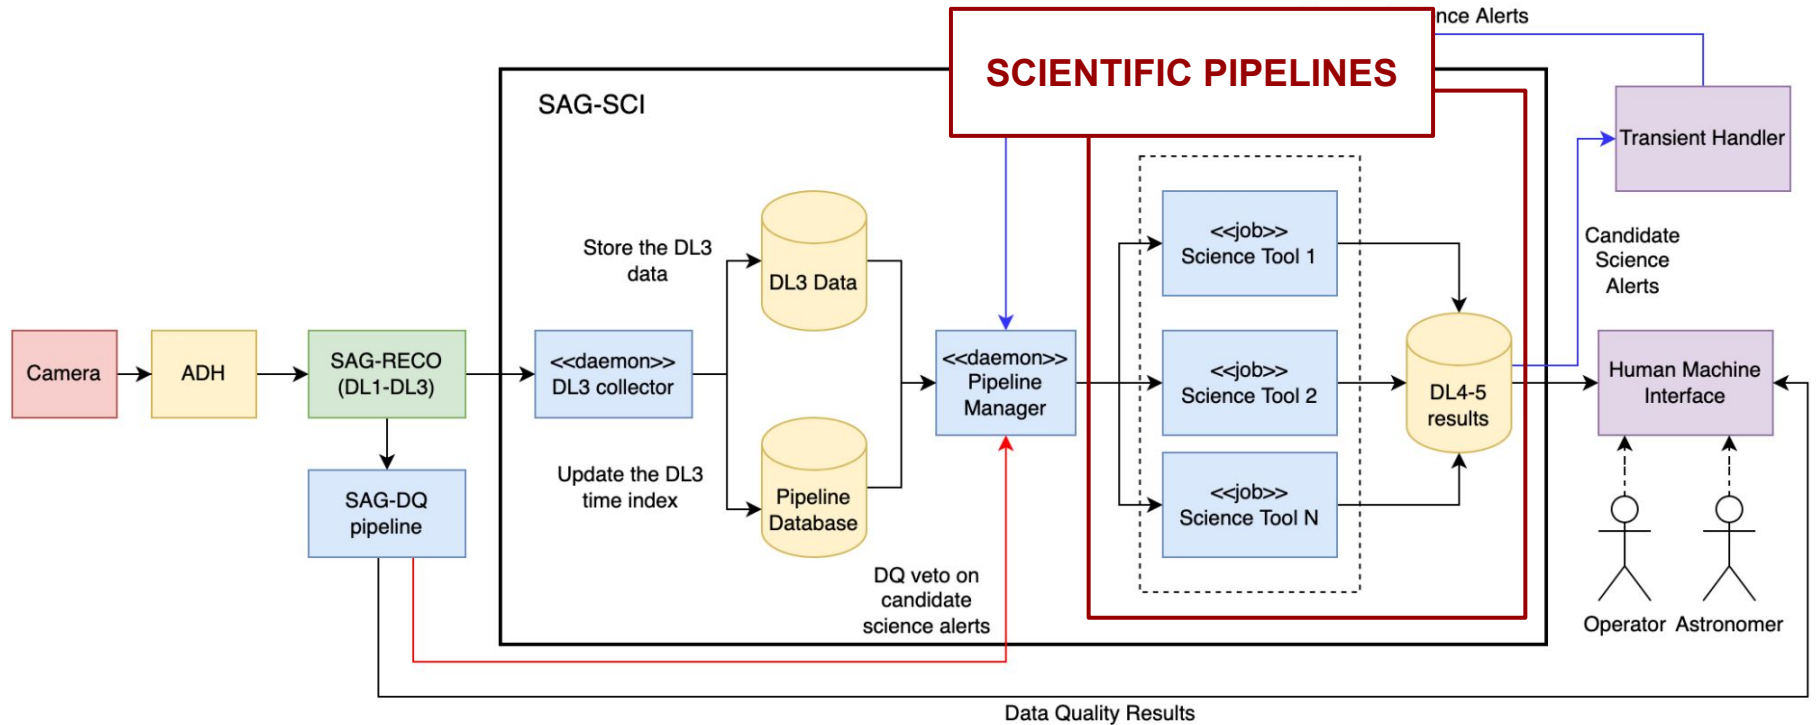 nce Alerts
SCIENTIFIC PIPELINES
SAG-SCI
Transient Handler
Store the DL3
data
DL3 Data
<<job>>
Science Tool 1
Candidate
Science
Alerts
Camera
ADH
SAG-RECO
(DL1-DL3)
<<daemon>>
DL3 collector
<<daemon>>
Pipeline
Manager
<<job>>
Science Tool 2
DL4-5
results
Human Machine
Interface
SAG-DQ
pipeline
Update the DL3
time index
Pipeline
Database
<<job>>
Science Tool N
DQ veto on
candidate
science alerts
Operator
Astronomer
Data Quality Results